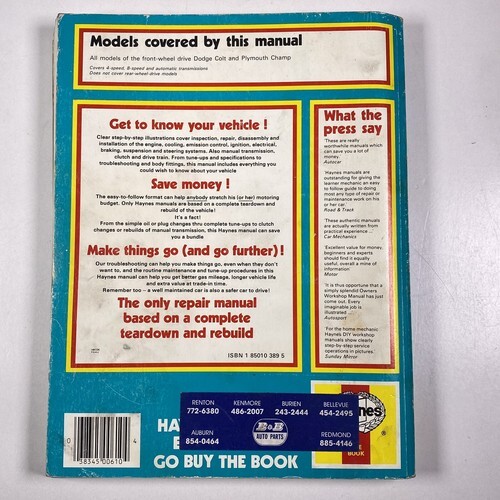 Models covered by this manual
All models of the front-wheel drive Dodge Colt and Plymouth Champ
Covers 4-speed, 8-speed and automatic transmissions
Does not cover rear-wheel-drive models
Get to know your vehicle !
Clear step-by-step illustrations cover inspection, repair, disassembly and
installation of the engine, cooling, emission control, ignition, electrical,
braking, suspension and steering systems. Also manual transmission,
clutch and drive train. From tune-ups and specifications to
troubleshooting and body fittings, this manual includes everything you
could wish to know about your vehicle
Save money !
The easy-to-follow format can help anybody stretch his (or her) motoring
budget. Only Haynes manuals are based on a complete teardown and
rebuild of the vehicle!
It's a fact!
From the simple oil or plug changes thru complete tune-ups to clutch
changes or rebuilds of manual transmission, this Haynes manual can save
you a bundle
Make things go (and go further) !
Our troubleshooting can help you make things go, even when they don't
want to, and the routine maintenance and tune-up procedures in this
Haynes manual can help you get better gas mileage, longer vehicle life
and extra value at trade-in time.
Remember too – a well maintained car is also a safer car to drive!
The only repair manual
based on a complete
teardown and rebuild
ISBN 1 85010 389 5
What the
press say
'These are really
worthwhile manuals which
can save you a lot of
money.
Autocar
'Haynes manuals are
outstanding for giving the
learner mechanic an easy
to follow guide to doing
most any type of repair or
maintenance work on his
or her car.'
Road & Track
'These authentic manuals
are actually written from
practical experience .
Car Mechanics
'Excellent value for money,
beginners and experts
should find it equally
useful, overall a mine of
information'
Motor
'It is thus opportune that a
simply splendid Owners
Workshop Manual has just
come out. Every
imaginable job is
illustrated .
Autosport
'For the home mechanic
Haynes DIY workshop
manuals show clearly
step-by-step service
operations in pictures.'
Sunday Mirror
RENTON
772-6380
KENMORE
486-2007
BURIEN
243-2444
BELLEVUE
454-2495
AUBURN
854-0464
B&B
AUTO PARTS
REDMOND
885-4146
HA
GO BUY THE BOOK
nes
BOOK
0 38345 00610 4